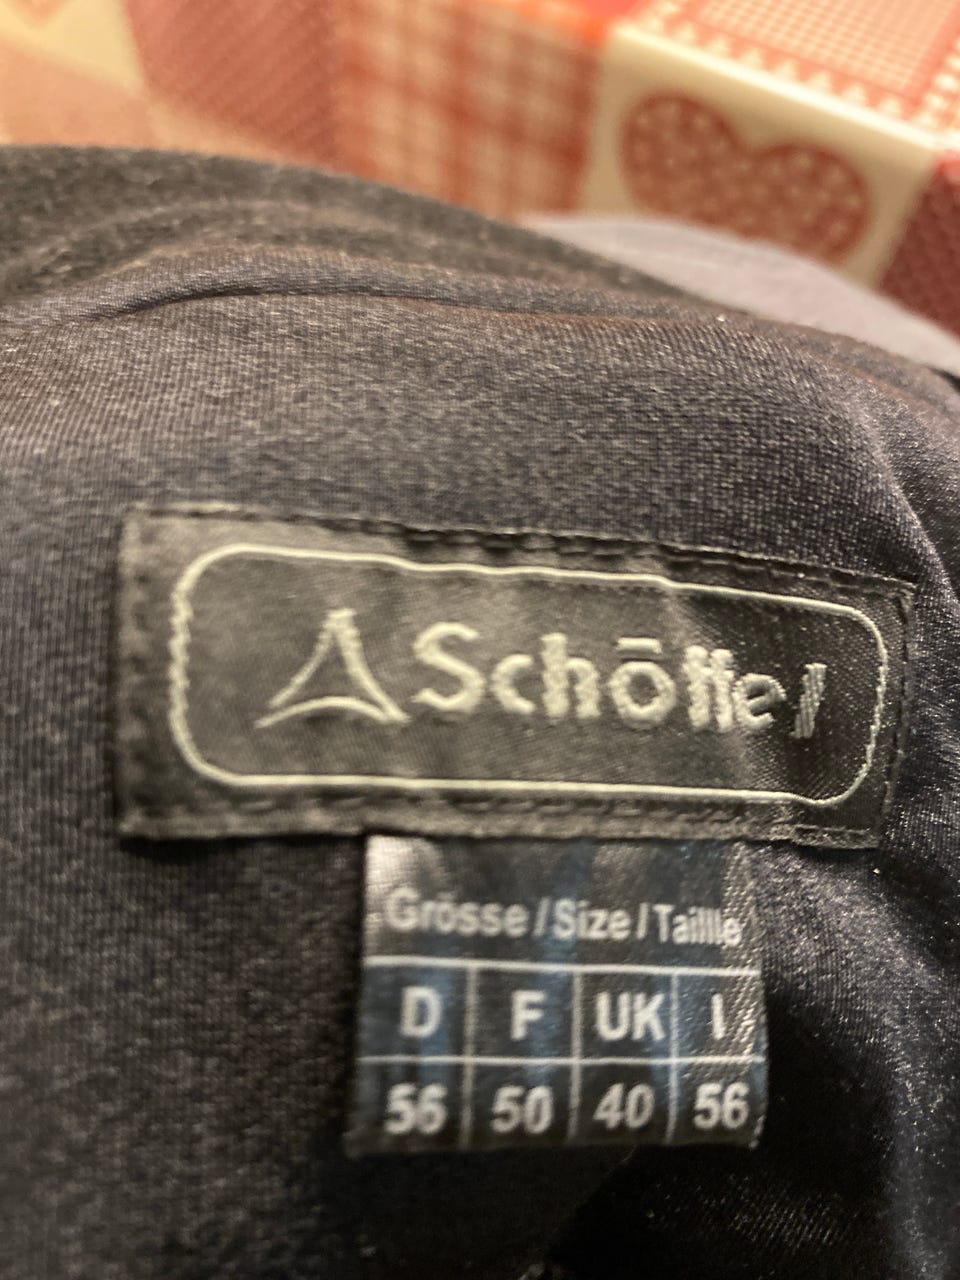 Schöffel
Grösse/Size/Taille
D F UK I
56 50 40 56